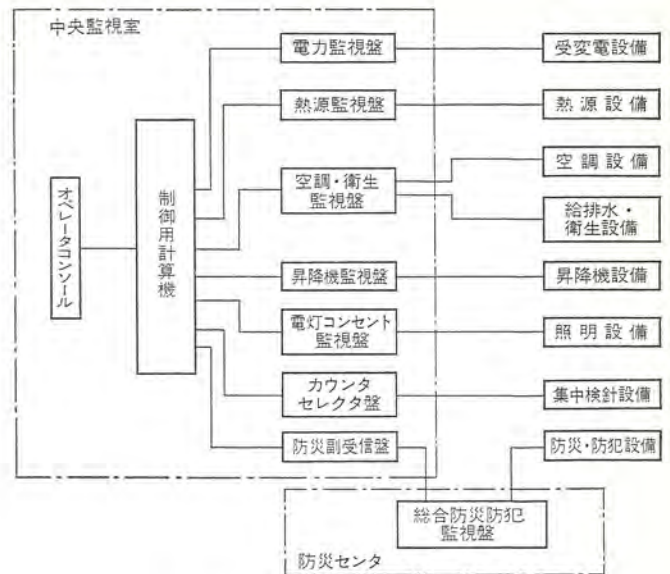 中央監視室
オペレータコンソール
制御用計算機
電力監視盤
受変電設備
熱源監視盤
熱源設備
空調・衛生
監視盤
空調設備
給排水・
衛生設備
昇降機監視盤
昇降機設備
電灯コンセント
監視盤
照明設備
カウンタ
セレクタ盤
集中検針設備
防災副受信盤
防災・防犯設備
総合防災防犯
監視盤
防災センタ